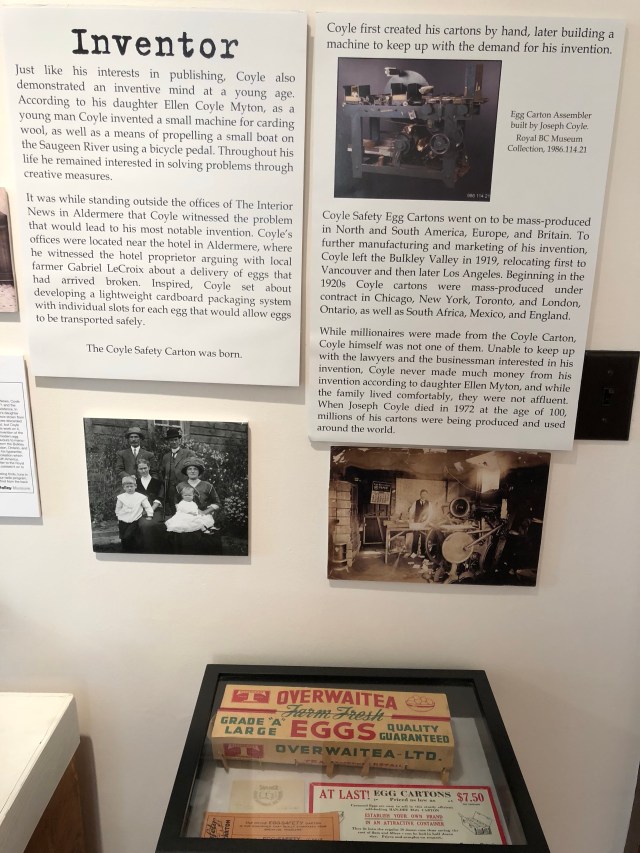 Inventor
Just like his interests in publishing, Coyle also
demonstrated an inventive mind at a young age.
According to his daughter Ellen Coyle Myton, as a
young man Coyle invented a small machine for carding
wool, as well as a means of propelling a small boat on
the Saugeen River using a bicycle pedal. Throughout his
life he remained interested in solving problems through
creative measures.
It was while standing outside the offices of The Interior
News in Aldermere that Coyle witnessed the problem
that would lead to his most notable invention. Coyle's
offices were located near the hotel in Aldermere, where
he witnessed the hotel proprietor arguing with local
farmer Gabriel LeCroix about a delivery of eggs that
had arrived broken. Inspired, Coyle set about
developing a lightweight cardboard packaging system
with individual slots for each egg that would allow eggs
to be transported safely.
The Coyle Safety Carton was born.
Coyle first created his cartons by hand, later building a
machine to keep up with the demand for his invention.
Egg Carton Assembler
built by Joseph Coyle.
Royal BC Museum
Collection, 1986.114.21
986.114.21
Coyle Safety Egg Cartons went on to be mass-produced
in North and South America, Europe, and Britain. To
further manufacturing and marketing of his invention,
Coyle left the Bulkley Valley in 1919, relocating first to
Vancouver and then later Los Angeles. Beginning in the
1920s Coyle cartons were mass-produced under
contract in Chicago, New York, Toronto, and London,
Ontario, as well as South Africa, Mexico, and England.
While millionaires were made from the Coyle Carton,
Coyle himself was not one of them. Unable to keep up
with the lawyers and the businessman interested in his
invention, Coyle never made much money from his
invention according to daughter Ellen Myton, and while
the family lived comfortably, they were not affluent.
When Joseph Coyle died in 1972 at the age of 100,
millions of his cartons were being produced and used
around the world.
OVERWAITEA
Farm Fresh
GRADE "A" LARGE EGGS QUALITY GUARANTEED
OVERWAITEA-LTD.
AT LAST! EGG CARTONS $7.50
Priced as low as
ESTABLISH YOUR OWN BRAND
IN AN ATTRACTIVE CONTAINER